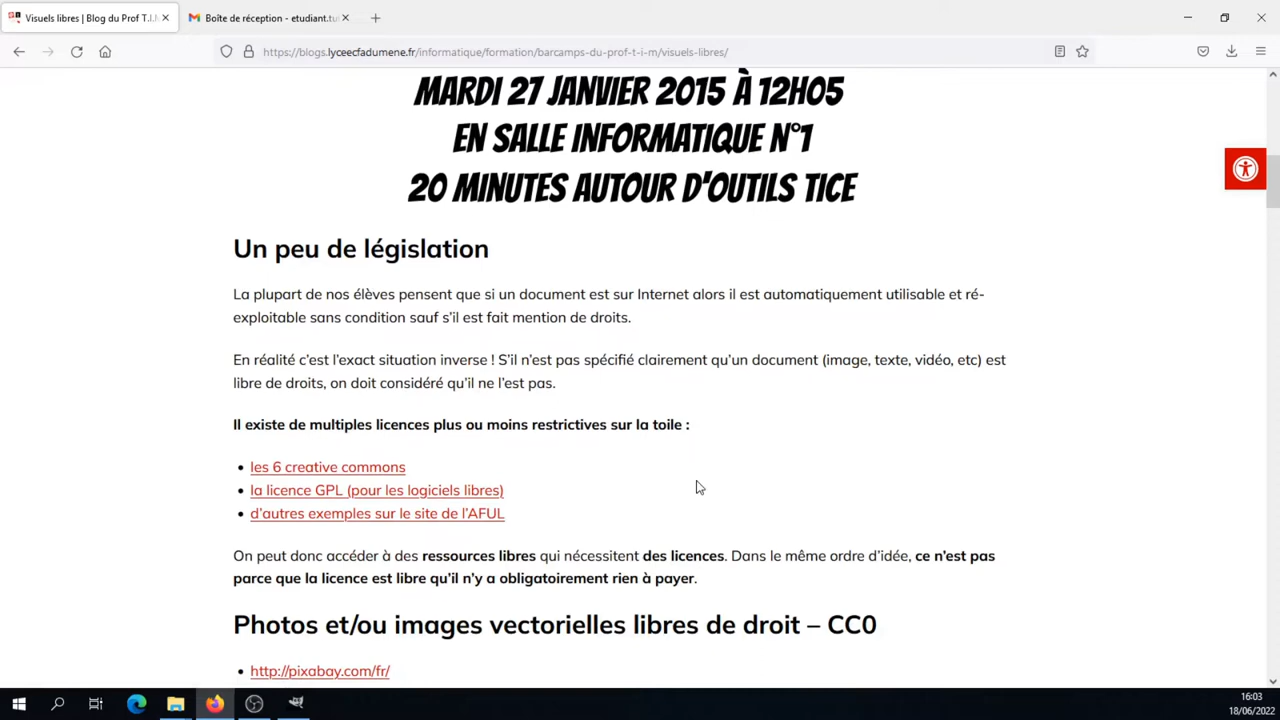 Visuels libres | Blog du Prof T.I.M
Boîte de réception - etudiant.tu
https://blogs.lyceecfadumene.fr/informatique/formation/barcamps-du-prof-t-i-m/visuels-libres/
MARDI 27 JANVIER 2015 À 12H05
EN SALLE INFORMATIQUE N°1
20 MINUTES AUTOUR D'OUTILS TICE
Un peu de législation
La plupart de nos élèves pensent que si un document est sur Internet alors il est automatiquement utilisable et ré-
exploitable sans condition sauf s'il est fait mention de droits.
En réalité c'est l'exact situation inverse ! S'il n'est pas spécifié clairement qu'un document (image, texte, vidéo, etc) est
libre de droits, on doit considéré qu'il ne l'est pas.
Il existe de multiples licences plus ou moins restrictives sur la toile :
• les 6 creative commons
• la licence GPL (pour les logiciels libres)
• d'autres exemples sur le site de l'AFUL
On peut donc accéder à des ressources libres qui nécessitent des licences. Dans le même ordre d'idée, ce n'est pas
parce que la licence est libre qu'il n'y a obligatoirement rien à payer.
Photos et/ou images vectorielles libres de droit – CC0
• http://pixabay.com/fr/
16:03
18/06/2022